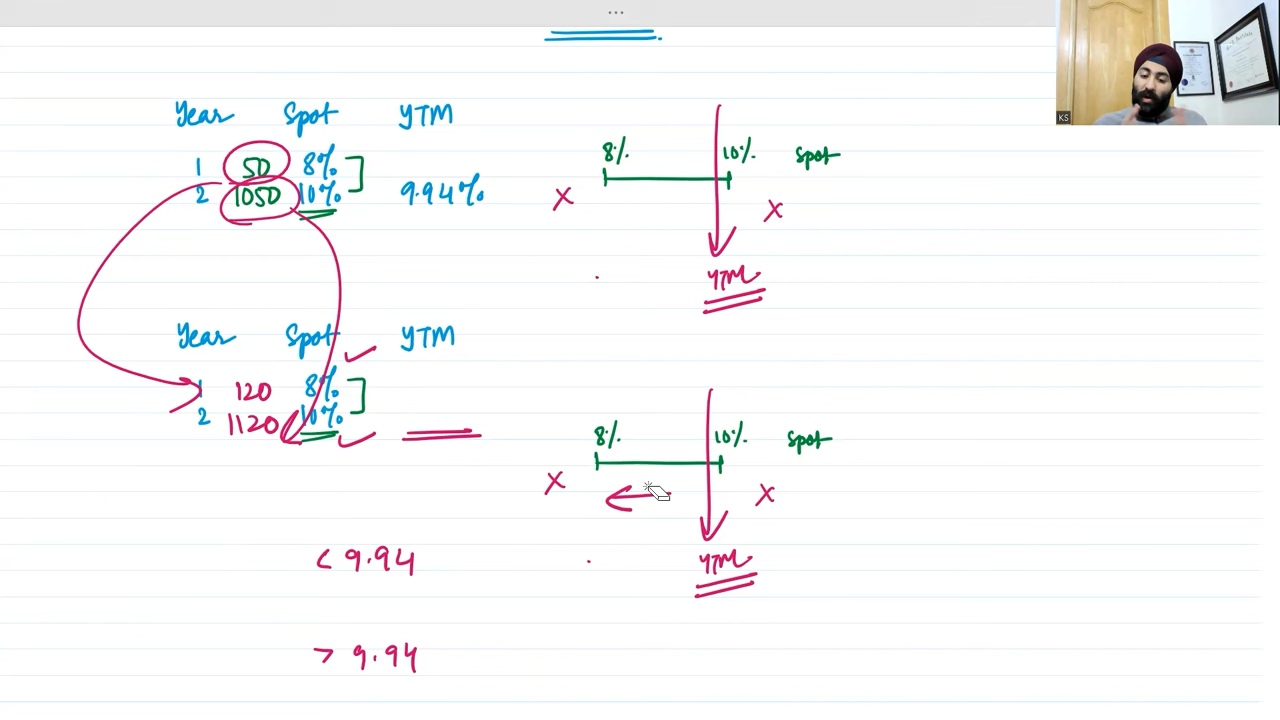 ...
KS
Year Spot YTM
1 50 8%
2 1050 10% 9.94%
8% 10% Spot
X X
YTM
Year Spot YTM
1 120 8%
2 1120 10%
8% 10% Spot
X X
YTM
< 9.94
> 9.94